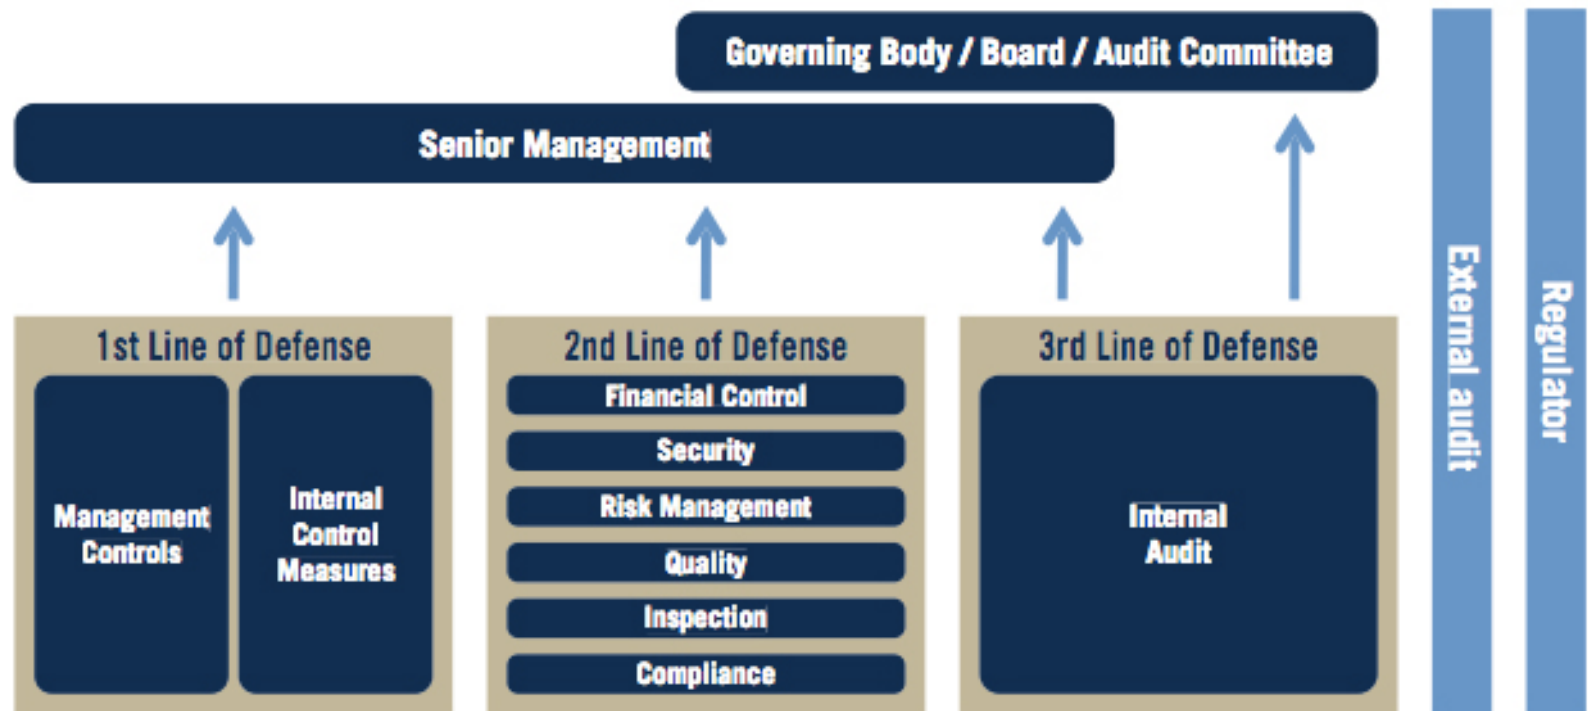 Governing Body / Board / Audit Committee
Senior Management
1st Line of Defense
Management
Controls
Internal
Control
Measures
2nd Line of Defense
Financial Control
Security
Risk Management
Quality
Inspection
Compliance
3rd Line of Defense
Internal
Audit
External audit
Regulator